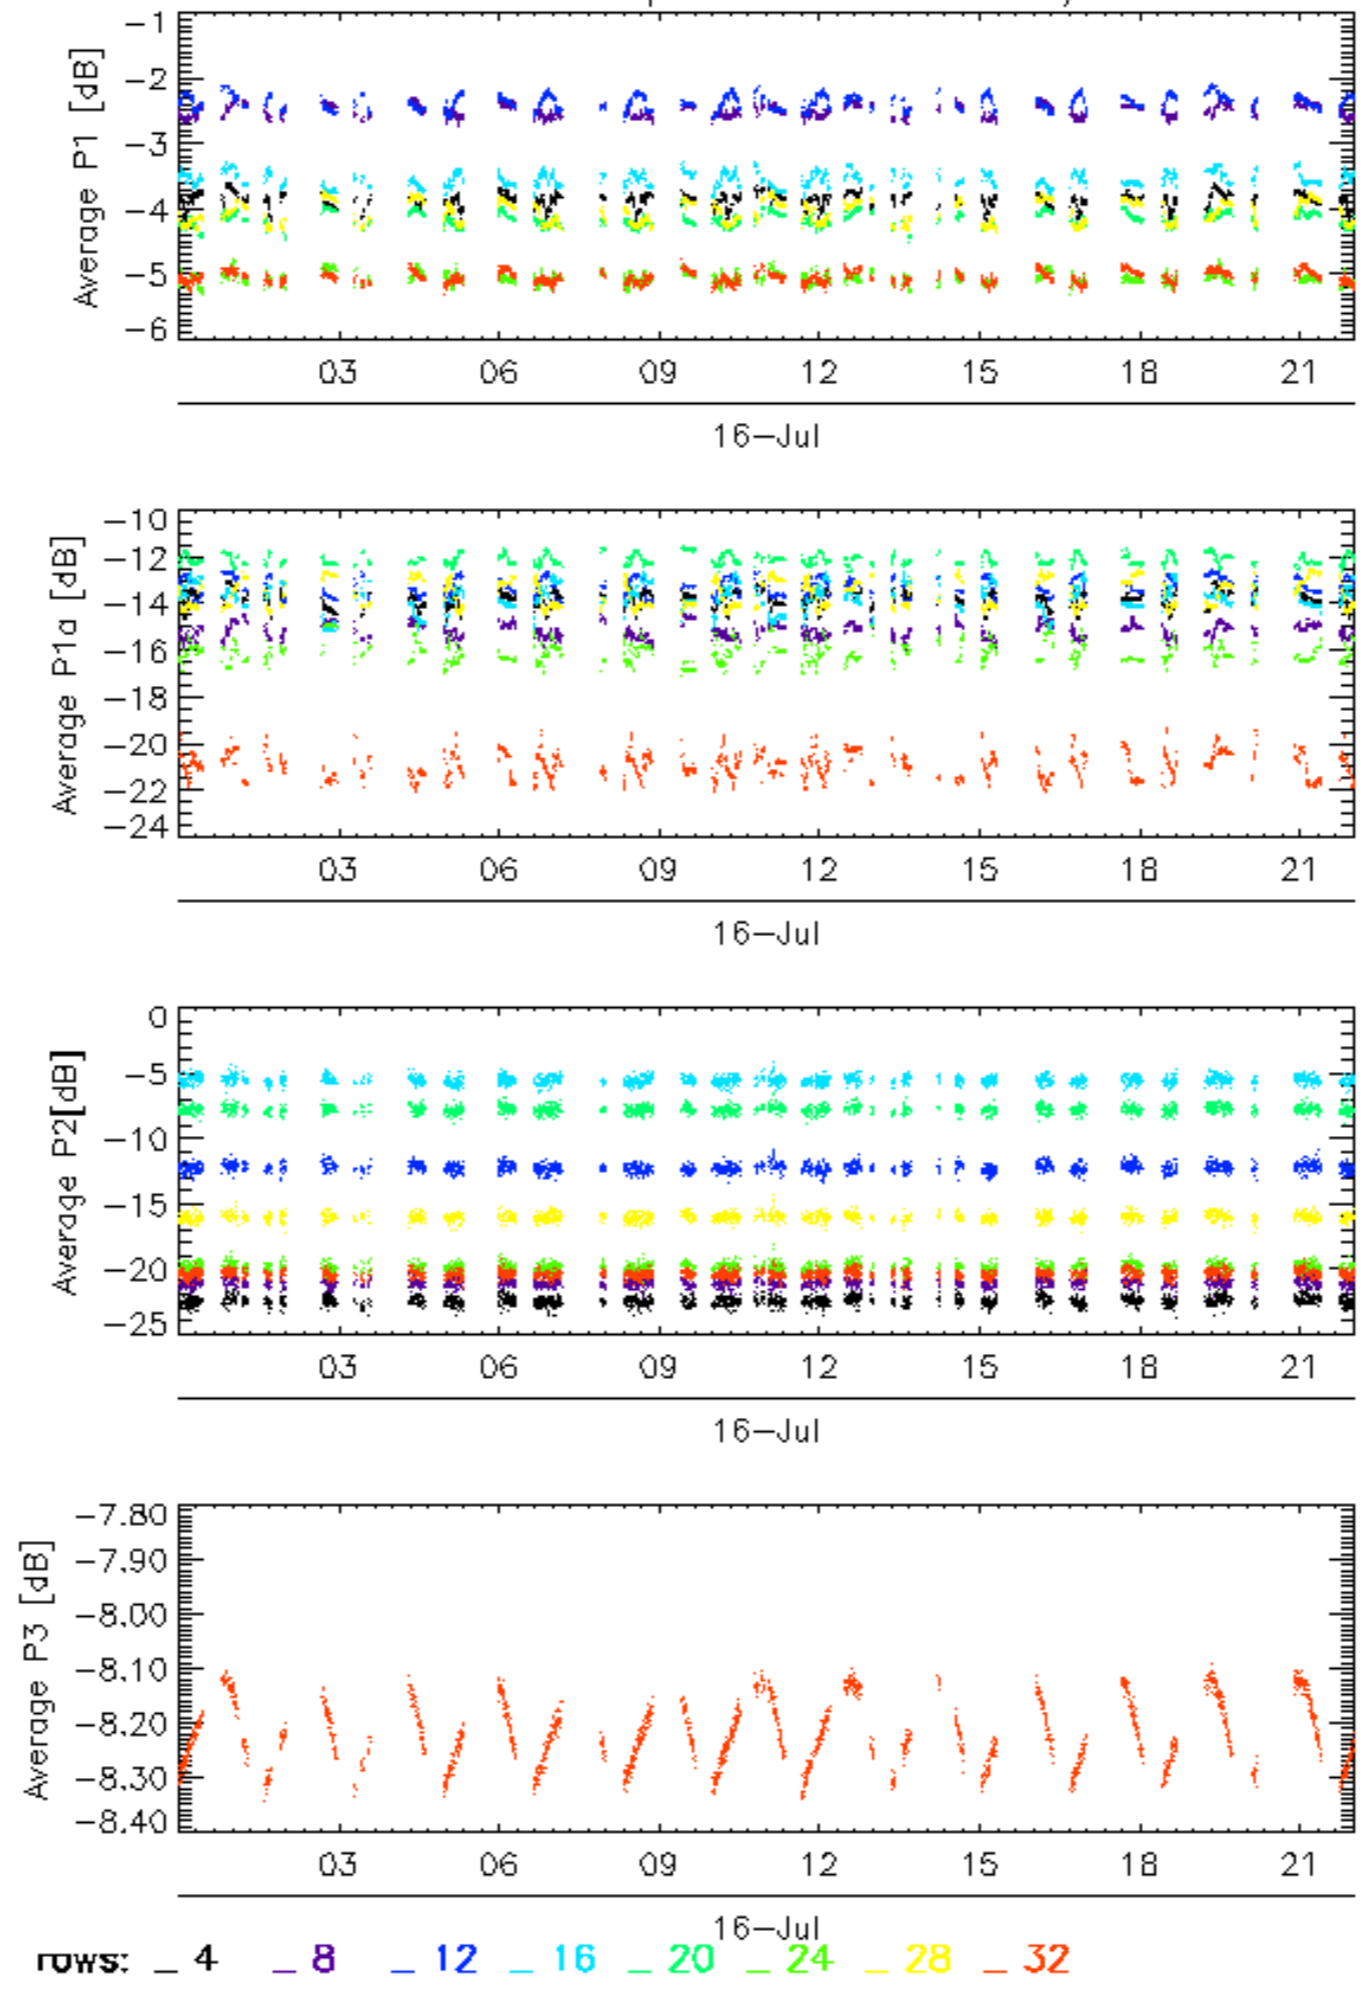 Average P1 [dB]
−1
−2
−3
−4
−5
−6
03 06 09 12 15 18 21
16−Jul
Average P1a [dB]
−10
−12
−14
−16
−18
−20
−22
−24
03 06 09 12 15 18 21
16−Jul
Average P2[dB]
0
−5
−10
−15
−20
−25
03 06 09 12 15 18 21
16−Jul
Average P3 [dB]
−7.80
−7.90
−8.00
−8.10
−8.20
−8.30
−8.40
03 06 09 12 15 18 21
16−Jul
rows: _ 4 _ 8 _ 12 _ 16 _ 20 _ 24 _ 28 _ 32